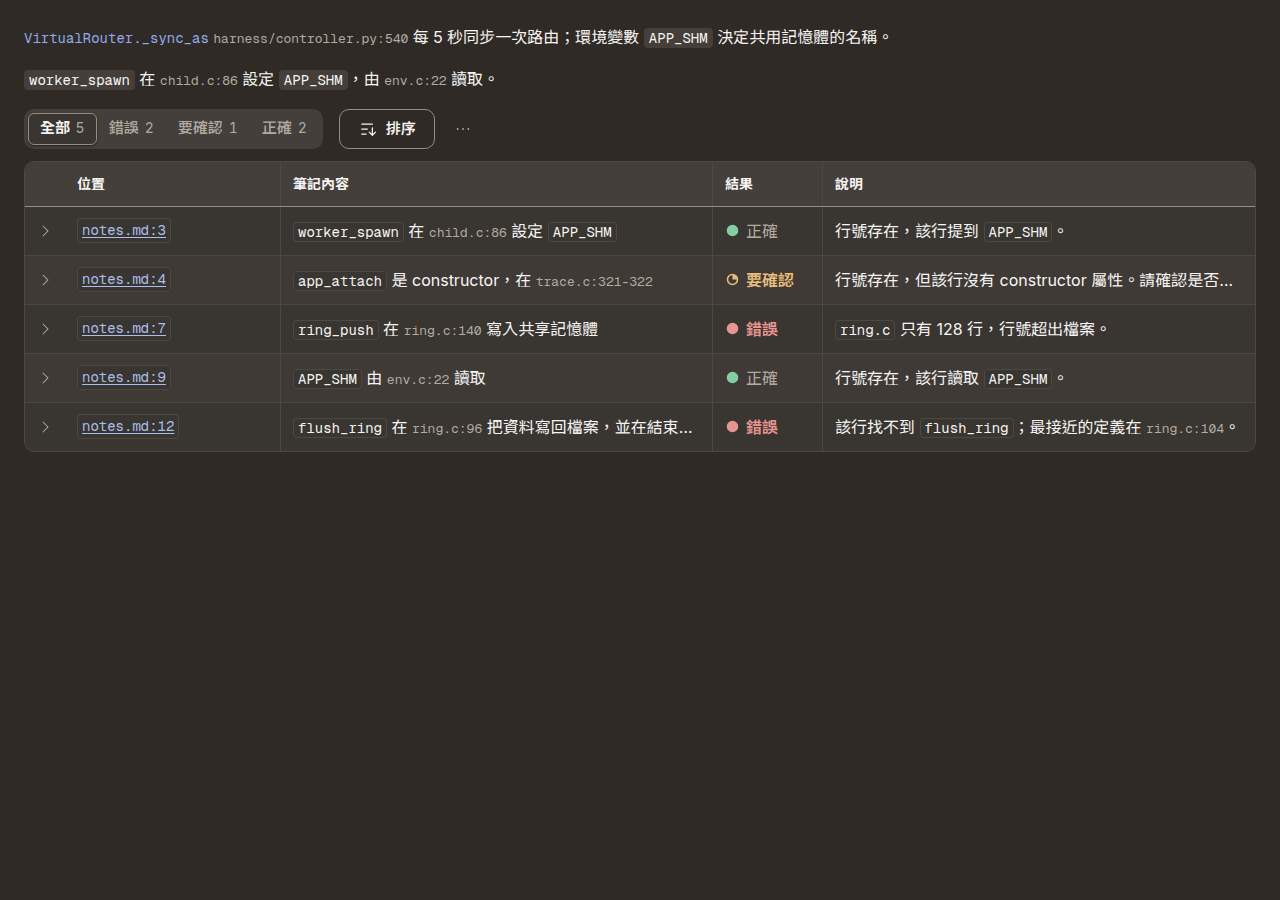 VirtualRouter._sync_as harness/controller.py:540 每 5 秒同步一次路由；環境變數 APP_SHM 決定共用記憶體的名稱。
worker_spawn 在 child.c:86 設定 APP_SHM，由 env.c:22 讀取。
全部 5 錯誤 2 要確認 1 正確 2 排序 ···
位置 筆記內容 結果 說明
notes.md:3 worker_spawn 在 child.c:86 設定 APP_SHM 正確 行號存在，該行提到 APP_SHM。
notes.md:4 app_attach 是 constructor，在 trace.c:321-322 要確認 行號存在，但該行沒有 constructor 屬性。請確認是否…
notes.md:7 ring_push 在 ring.c:140 寫入共享記憶體 錯誤 ring.c 只有 128 行，行號超出檔案。
notes.md:9 APP_SHM 由 env.c:22 讀取 正確 行號存在，該行讀取 APP_SHM。
notes.md:12 flush_ring 在 ring.c:96 把資料寫回檔案，並在結束… 錯誤 該行找不到 flush_ring；最接近的定義在 ring.c:104。